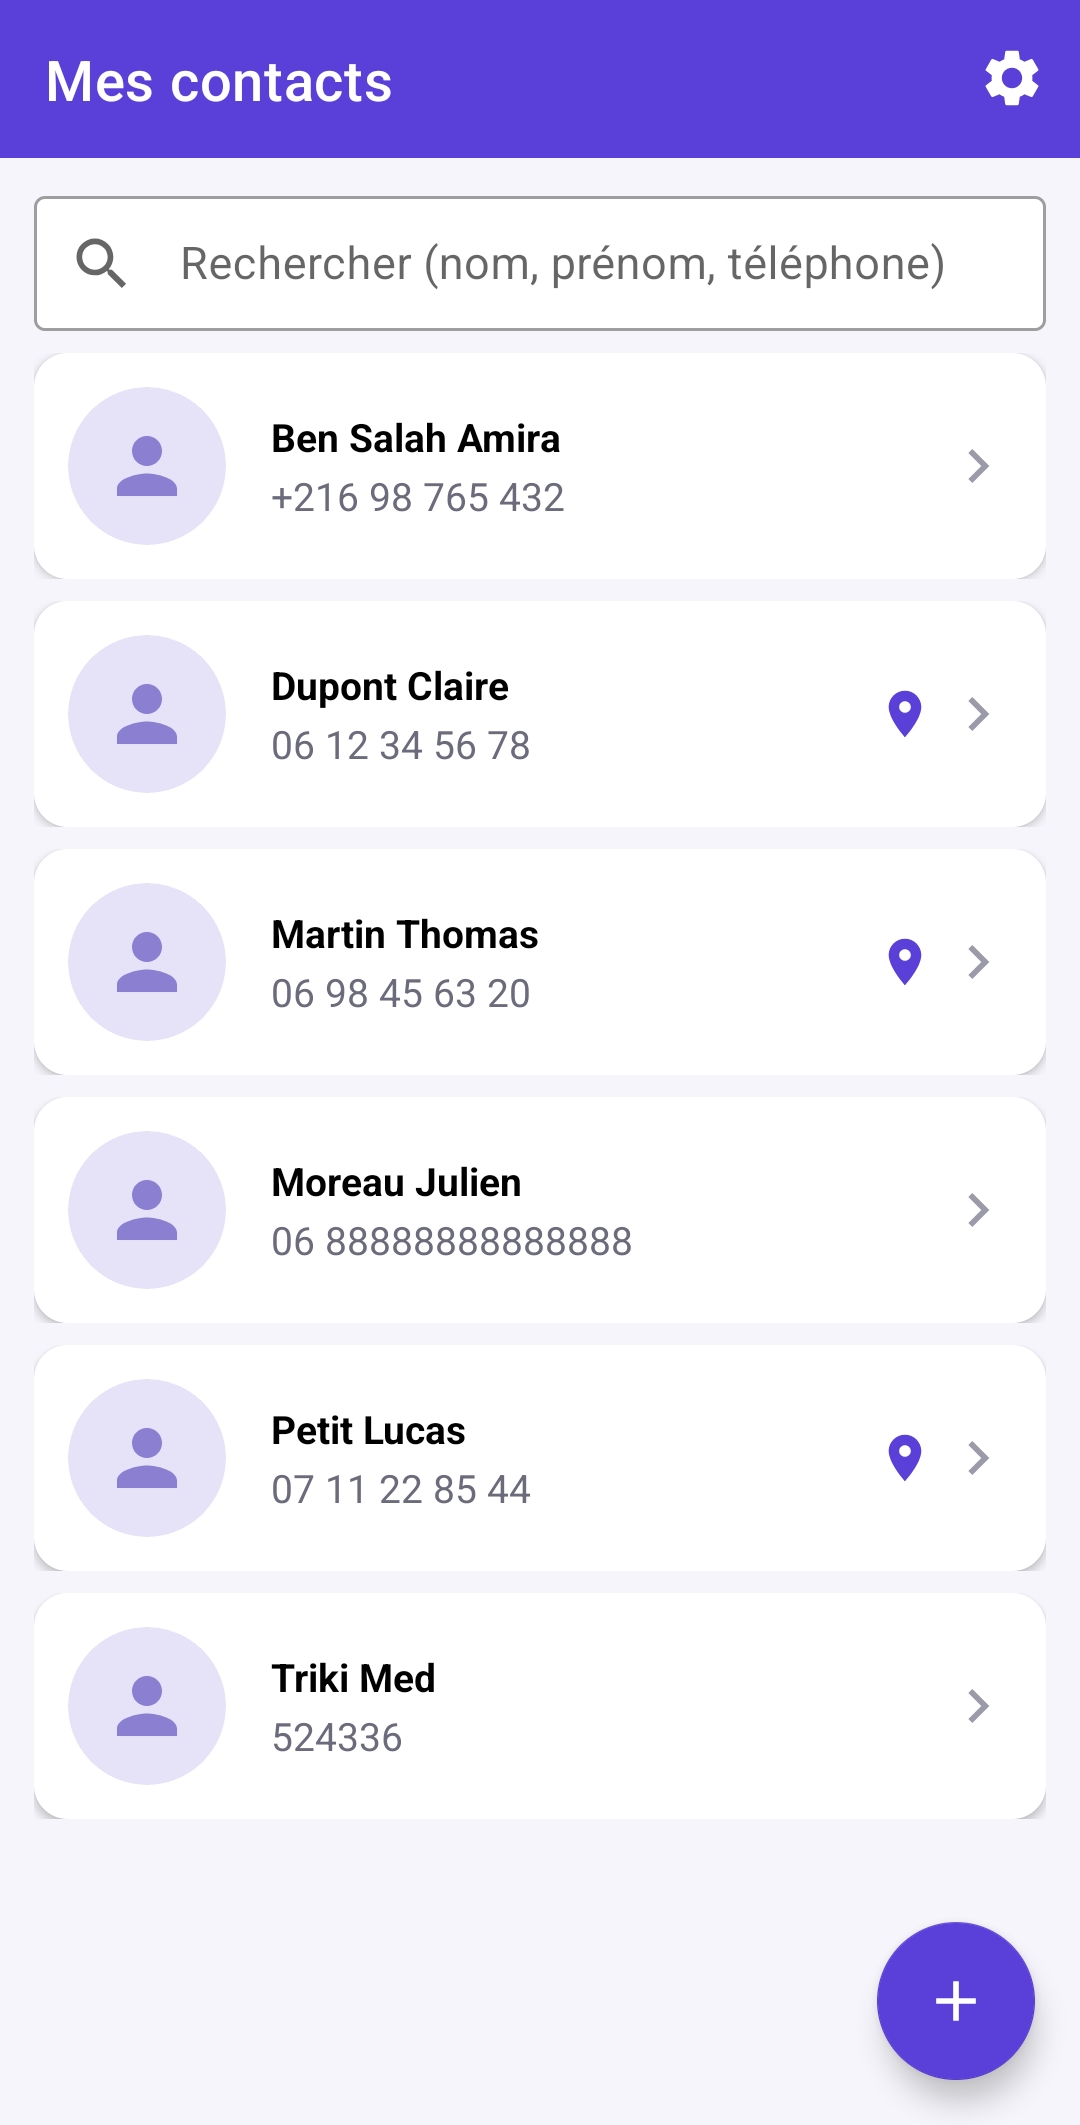 Mes contacts
Rechercher (nom, prénom, téléphone)
Ben Salah Amira
+216 98 765 432
Dupont Claire
06 12 34 56 78
Martin Thomas
06 98 45 63 20
Moreau Julien
06 88888888888888
Petit Lucas
07 11 22 85 44
Triki Med
524336